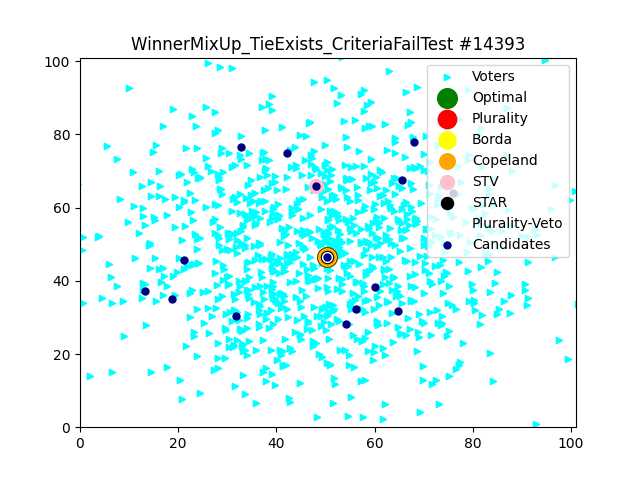 WinnerMixUp_TieExists_CriteriaFailTest #14393
100
80
60
40
20
0
0
20
40
60
80
100
Voters
Optimal
Plurality
Borda
Copeland
STV
STAR
Plurality-Veto
Candidates